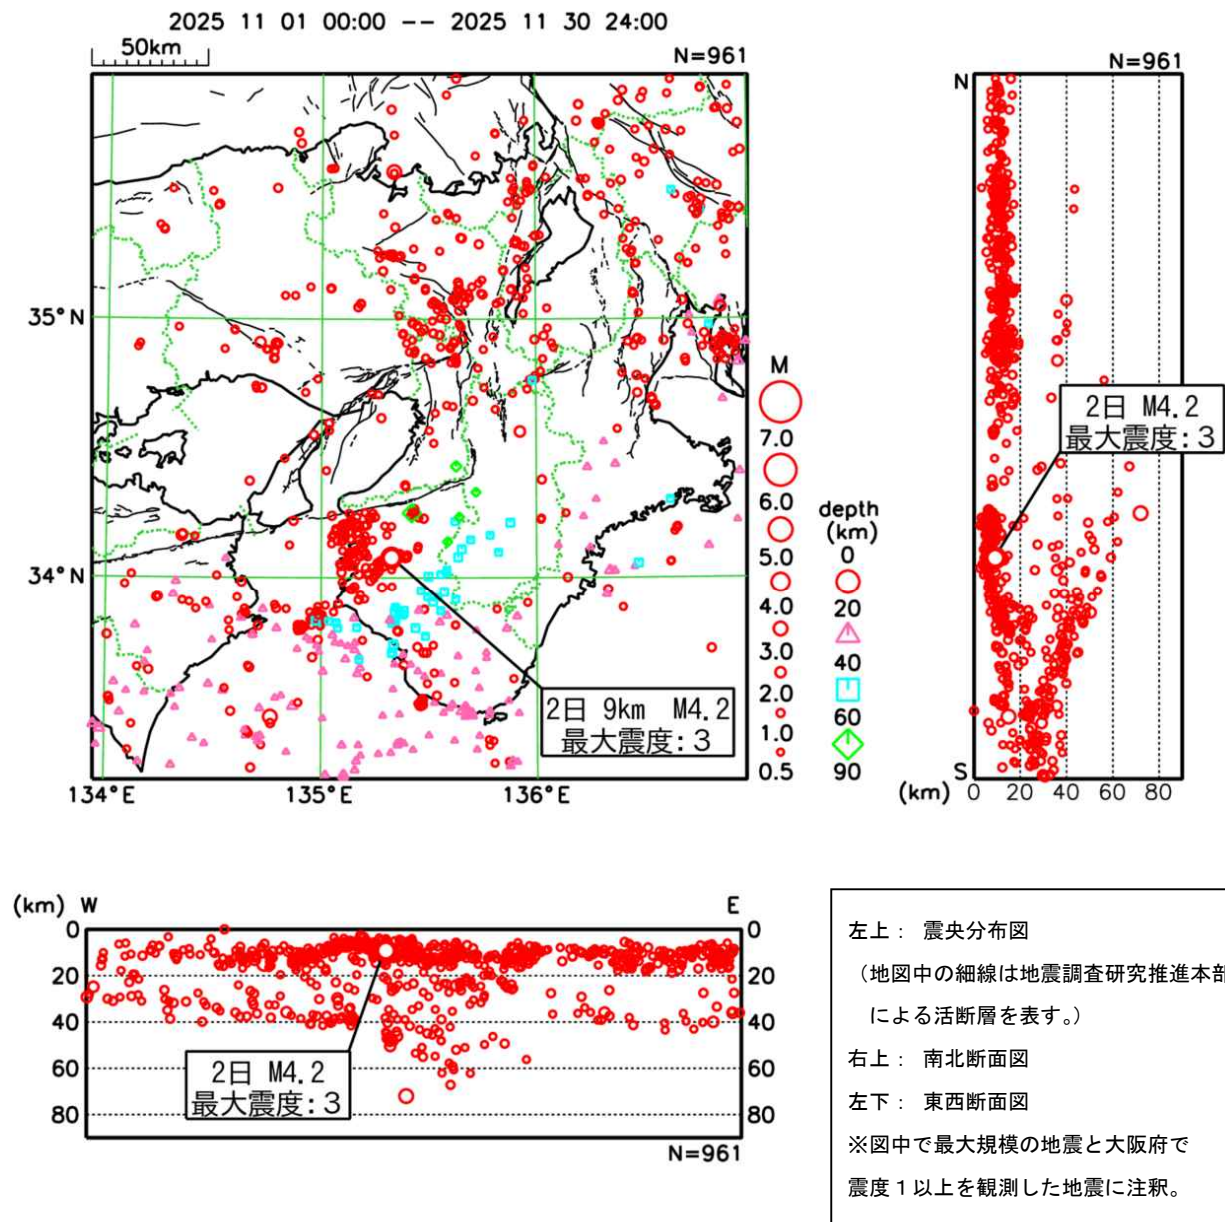 2025 11 01 00:00 -- 2025 11 30 24:00
50km
N=961
35°N
34°N
134°E
135°E
136°E
2日 9km M4.2
最大震度:3
M
7.0
6.0
5.0
4.0
3.0
2.0
1.0
0.5
depth
(km)
0
20
40
60
90
N=961
N
S
2日 M4.2
最大震度:3
(km) 0 20 40 60 80
(km) W
E
0
20
40
60
80
0
20
40
60
80
2日 M4.2
最大震度:3
N=961
左上: 震央分布図
(地図中の細線は地震調査研究推進本部
による活断層を表す。)
右上: 南北断面図
左下: 東西断面図
※図中で最大規模の地震と大阪府で
震度1以上を観測した地震に注釈。